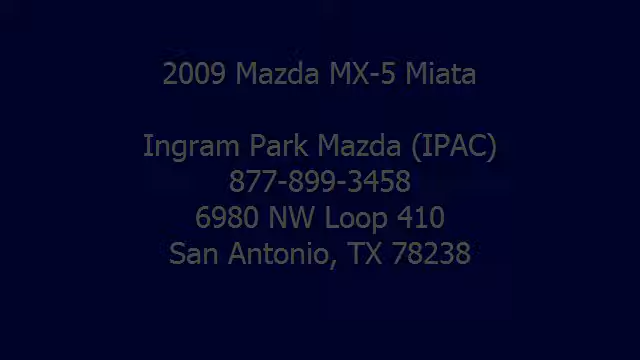 2009 Mazda MX-5 Miata
Ingram Park Mazda (IPAC)
877-899-3458
6980 NW Loop 410
San Antonio, TX 78238